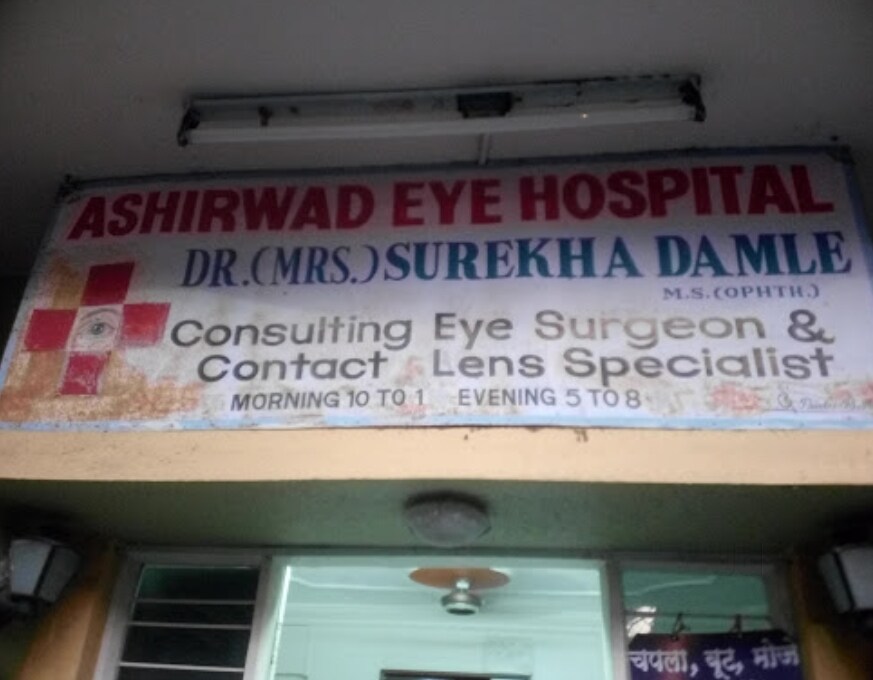 ASHIRWAD EYE HOSPITAL
DR.(MRS.) SUREKHA DAMLE
M.S.(OPHTH.)
Consulting Eye Surgeon &
Contact Lens Specialist
MORNING 10 TO 1 EVENING 5 TO 8
चपला, बूट, मोजे